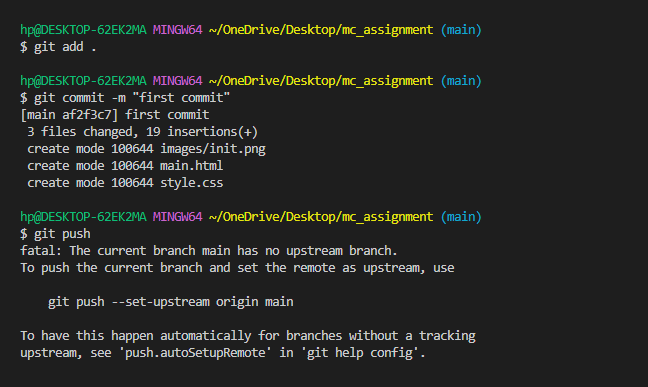 hp@DESKTOP-62EK2MA MINGW64 ~/OneDrive/Desktop/mc_assignment (main)
$ git add .
hp@DESKTOP-62EK2MA MINGW64 ~/OneDrive/Desktop/mc_assignment (main)
$ git commit -m "first commit"
[main af2f3c7] first commit
 3 files changed, 19 insertions(+)
 create mode 100644 images/init.png
 create mode 100644 main.html
 create mode 100644 style.css
hp@DESKTOP-62EK2MA MINGW64 ~/OneDrive/Desktop/mc_assignment (main)
$ git push
fatal: The current branch main has no upstream branch.
To push the current branch and set the remote as upstream, use
    git push --set-upstream origin main
To have this happen automatically for branches without a tracking
upstream, see 'push.autoSetupRemote' in 'git help config'.